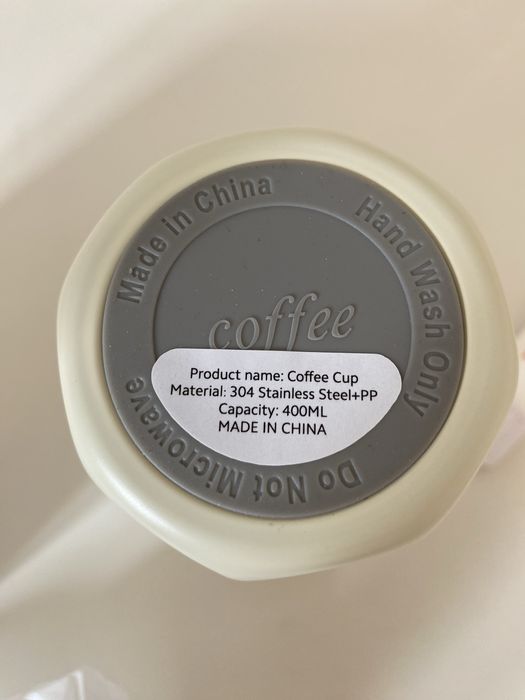 Made in China
Hand Wash Only
coffee
Product name: Coffee Cup
Material: 304 Stainless Steel+PP
Capacity: 400ML
MADE IN CHINA
Do Not Microwave